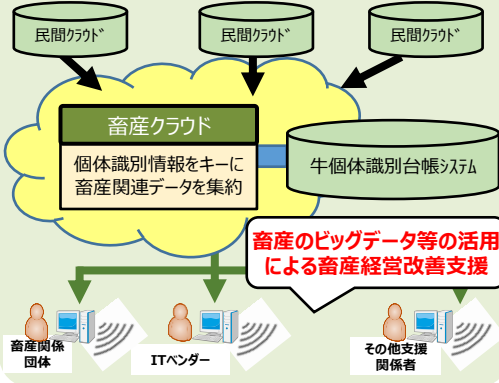 民間ｸﾗｳﾄﾞ
民間ｸﾗｳﾄﾞ
民間ｸﾗｳﾄﾞ
畜産クラウド
個体識別情報をキーに
畜産関連データを集約
牛個体識別台帳ｼｽﾃﾑ
畜産のビッグデータ等の活用
による畜産経営改善支援
畜産関係
団体
ITベンダー
その他支援
関係者